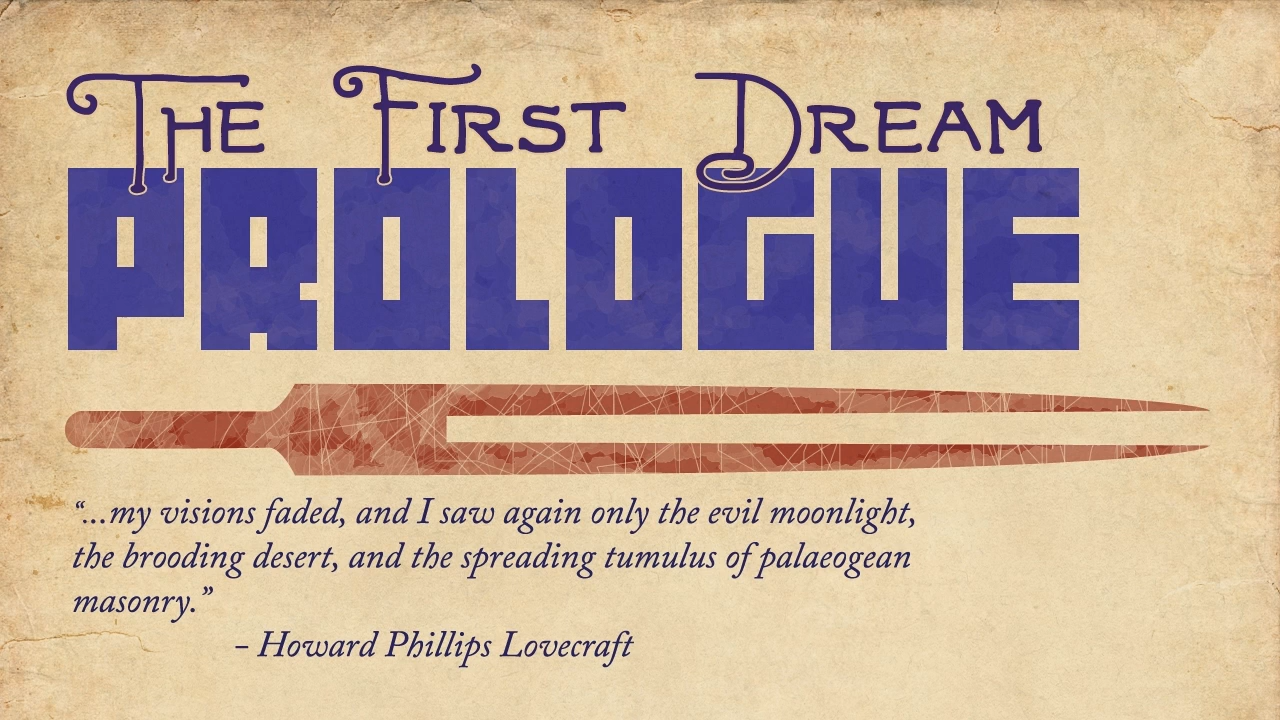 The First Dream
PROLOGUE
“...my visions faded, and I saw again only the evil moonlight,
the brooding desert, and the spreading tumulus of palaeogean
masonry.”
– Howard Phillips Lovecraft